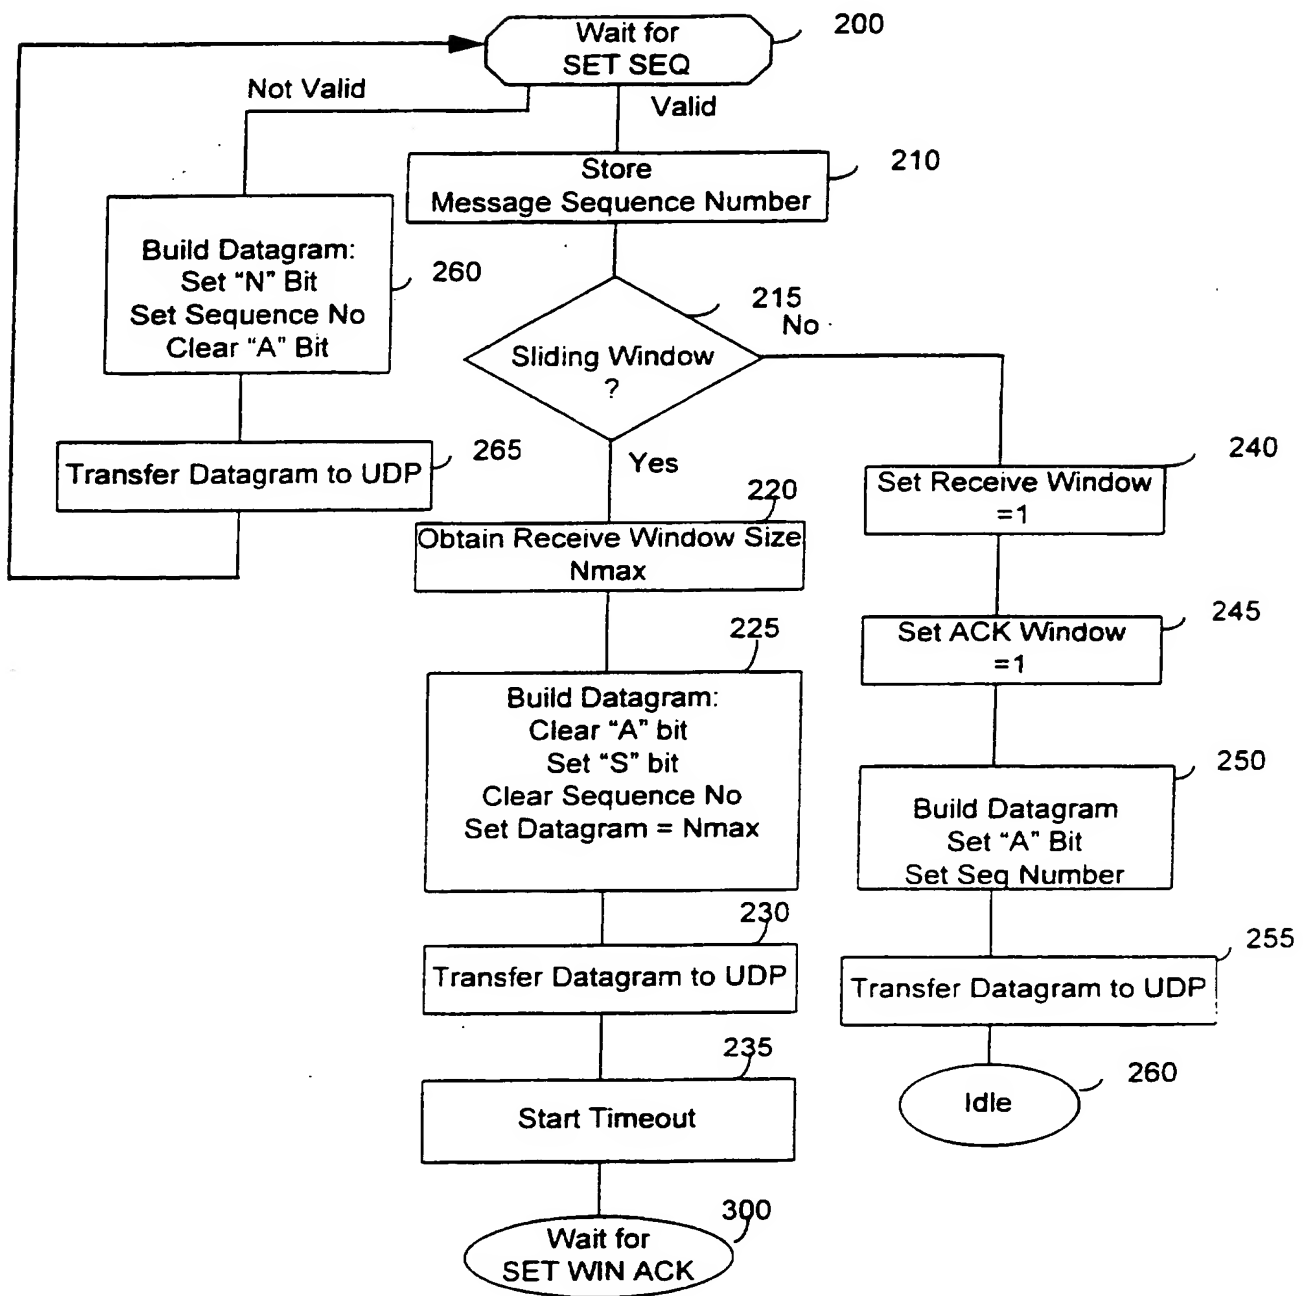 Wait for
SET SEQ
200
Not Valid
Valid
Store
Message Sequence Number
210
Build Datagram:
Set “N” Bit
Set Sequence No
Clear “A” Bit
260
215
No
Sliding Window
?
Transfer Datagram to UDP
265
Yes
240
Set Receive Window
=1
220
Obtain Receive Window Size
Nmax
245
Set ACK Window
=1
225
Build Datagram:
Clear “A” bit
Set “S” bit
Clear Sequence No
Set Datagram = Nmax
250
Build Datagram
Set “A” Bit
Set Seq Number
230
Transfer Datagram to UDP
255
Transfer Datagram to UDP
235
Start Timeout
260
Idle
300
Wait for
SET WIN ACK